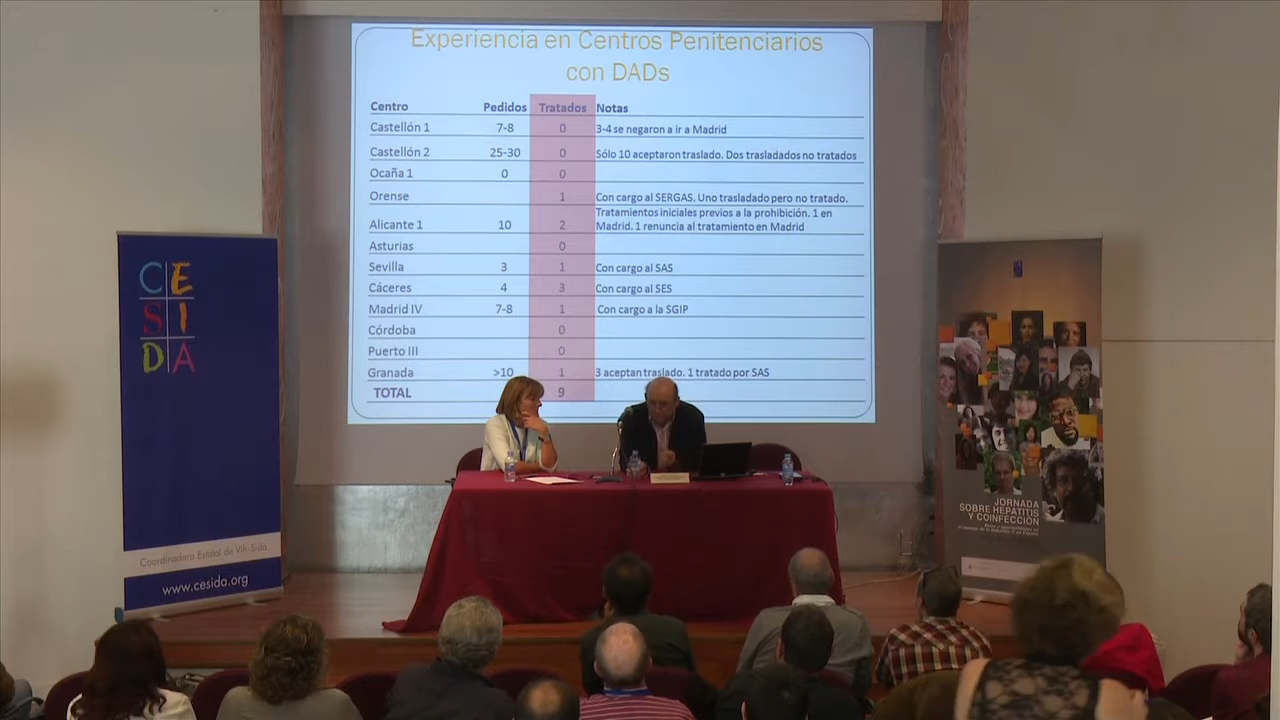 Experiencia en Centros Penitenciarios
con DADs
Centro Pedidos Tratados Notas
Castellón 1 7-8 0 3-4 se negaron a ir a Madrid
Castellón 2 25-30 0 Sólo 10 aceptaron traslado. Dos trasladados no tratados
Ocaña 1 0 0
Orense 1 Con cargo al SERGAS. Uno trasladado pero no tratado.
Alicante 1 10 2 Tratamientos iniciales previos a la prohibición. 1 en
Madrid. 1 renuncia al tratamiento en Madrid
Asturias 0
Sevilla 3 1 Con cargo al SAS
Cáceres 4 3 Con cargo al SES
Madrid IV 7-8 1 Con cargo a la SGIP
Córdoba 0
Puerto III 0
Granada >10 1 3 aceptan traslado. 1 tratado por SAS
TOTAL 9
CE
SI
DA
Coordinadora Estatal de Vih-Sida
www.cesida.org
JORNADA
SOBRE HEPATITIS
Y COINFECCIÓN